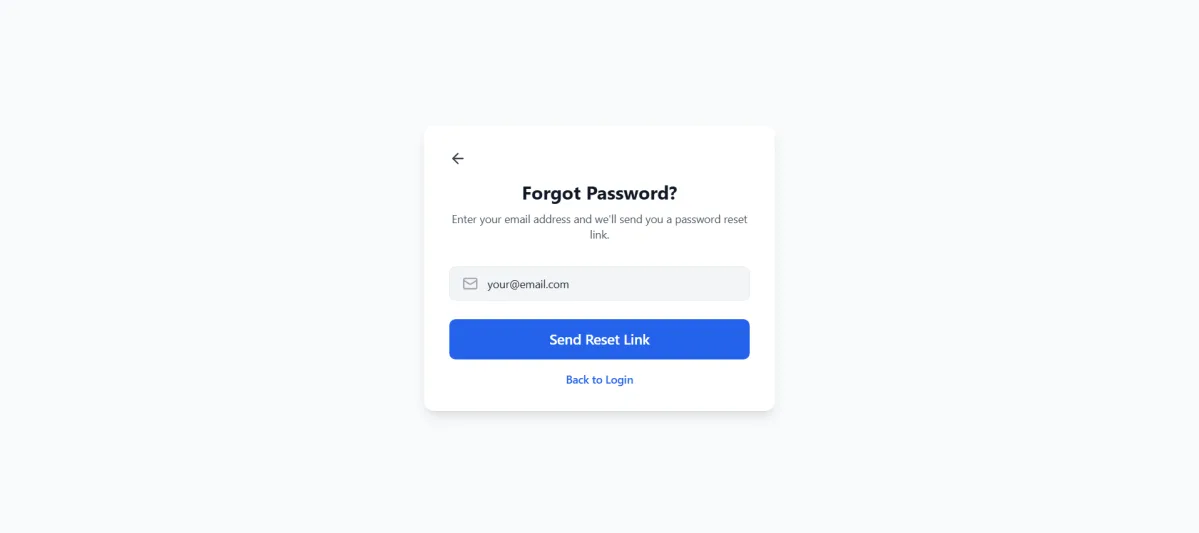 Forgot Password?
Enter your email address and we'll send you a password reset
link.
your@email.com
Send Reset Link
Back to Login